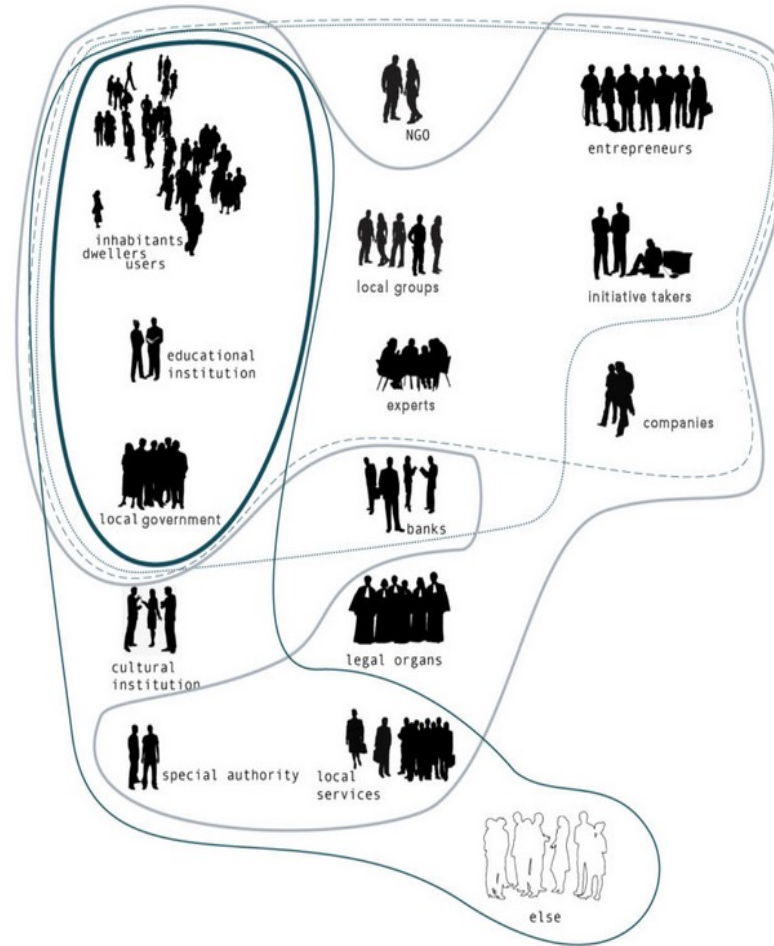 NGO
entrepreneurs
inhabitants
dwellers
users
local groups
initiative takers
educational
institution
experts
companies
local government
banks
cultural
institution
legal organs
special authority
local
services
else